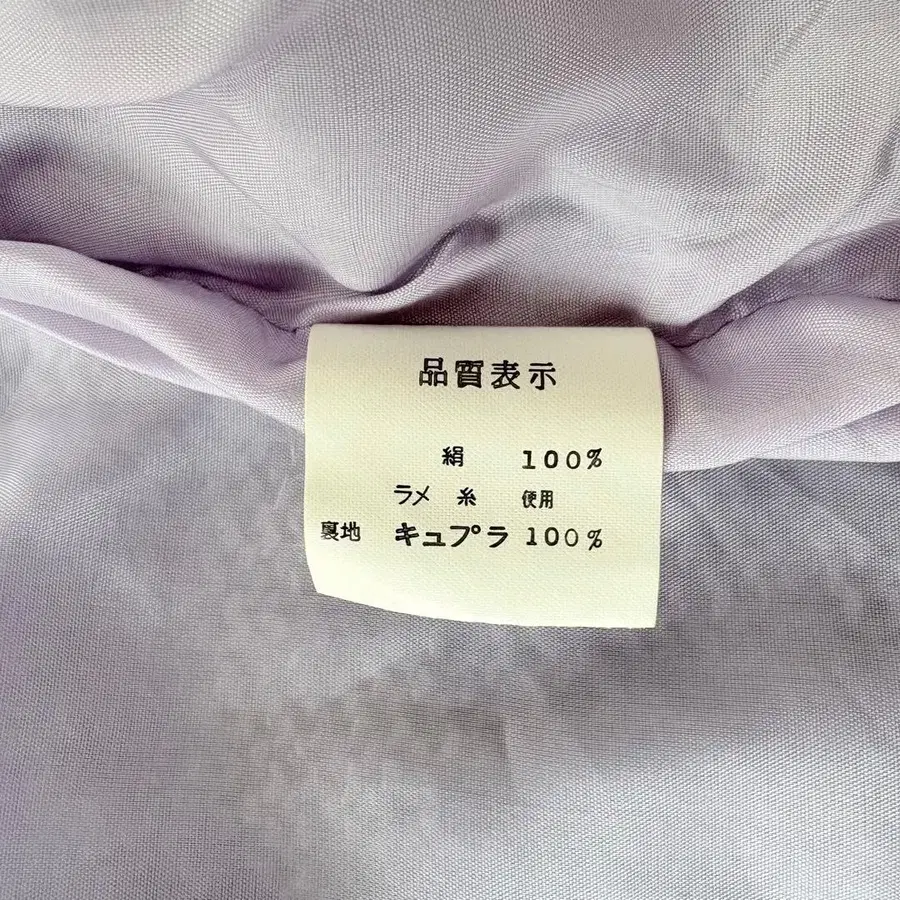 品質表示
絹 100%
ラメ 糸 使用
裏地 キュプラ 100%